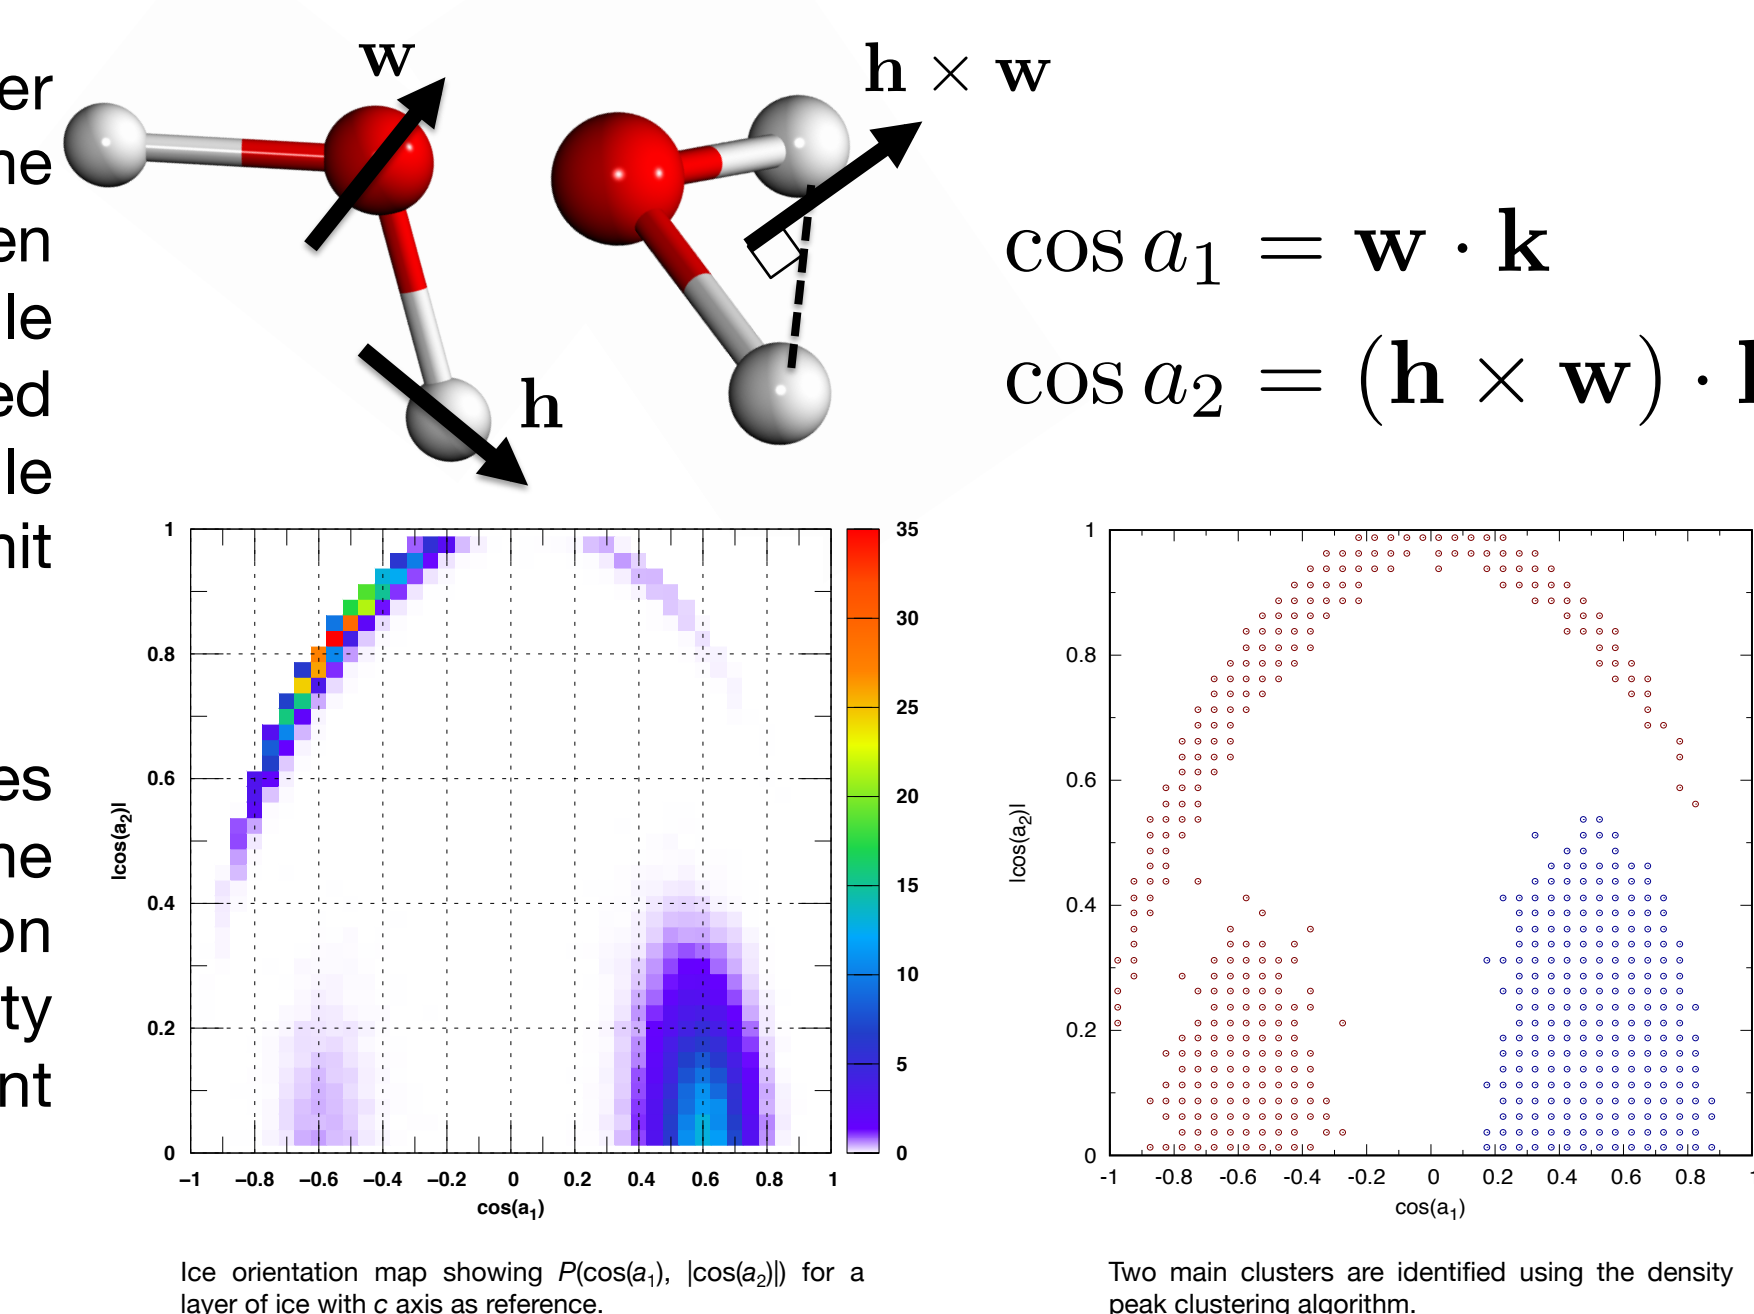 er
ne
en
le
ed
le
nit
es
ne
on
ty
nt
w
h
h × w
cos a₁ = w · k
cos a₂ = (h × w) ·
1
0.8
0.6
0.4
0.2
0
|cos(a₂)|
−1 −0.8 −0.6 −0.4 −0.2 0 0.2 0.4 0.6 0.8 1
cos(a₁)
35
30
25
20
15
10
5
0
Ice orientation map showing P(cos(a₁), |cos(a₂)|) for a
layer of ice with c axis as reference.
1
0.8
0.6
0.4
0.2
0
|cos(a₂)|
-1 -0.8 -0.6 -0.4 -0.2 0 0.2 0.4 0.6 0.8
cos(a₁)
Two main clusters are identified using the density
peak clustering algorithm.